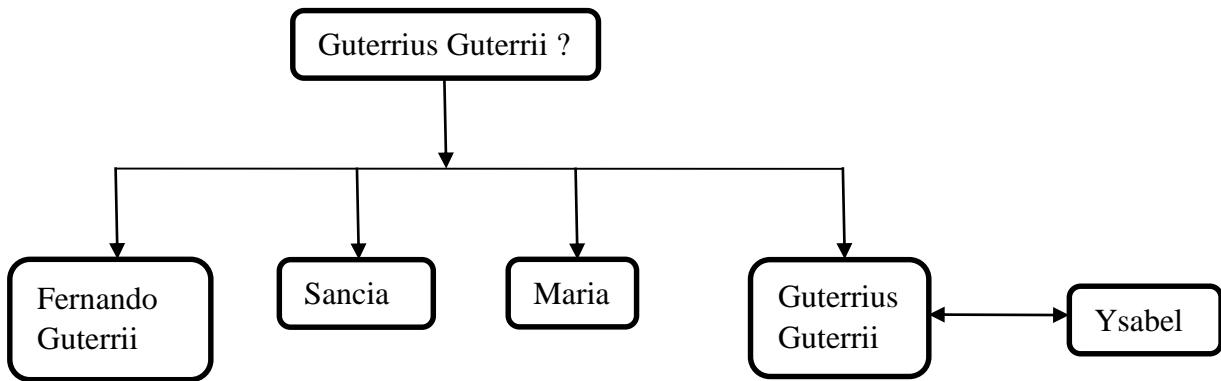 Guterrius Guterrii ?
Fernando
Guterrii
Sancia
Maria
Guterrius
Guterrii
Ysabel